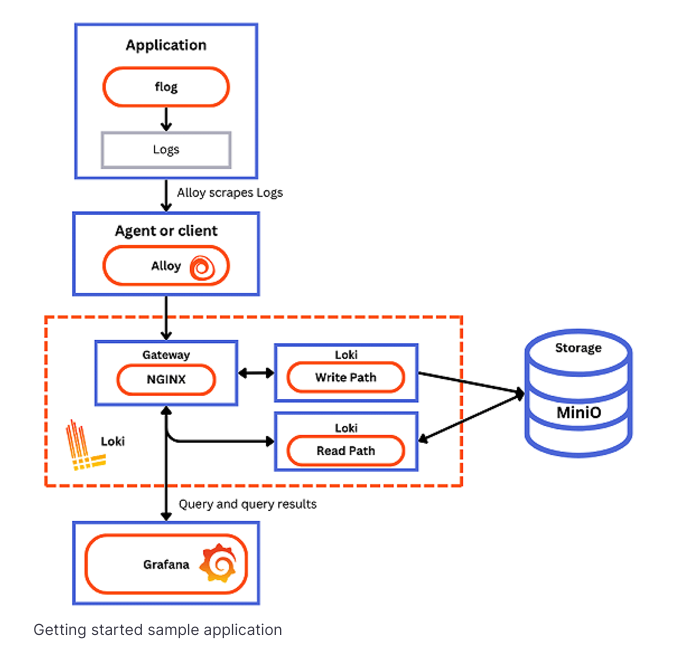 Application
flog
Logs
Alloy scrapes Logs
Agent or client
Alloy
Gateway
NGINX
Loki
Write Path
Storage
MiniO
Loki
Loki
Read Path
Query and query results
Grafana
Getting started sample application